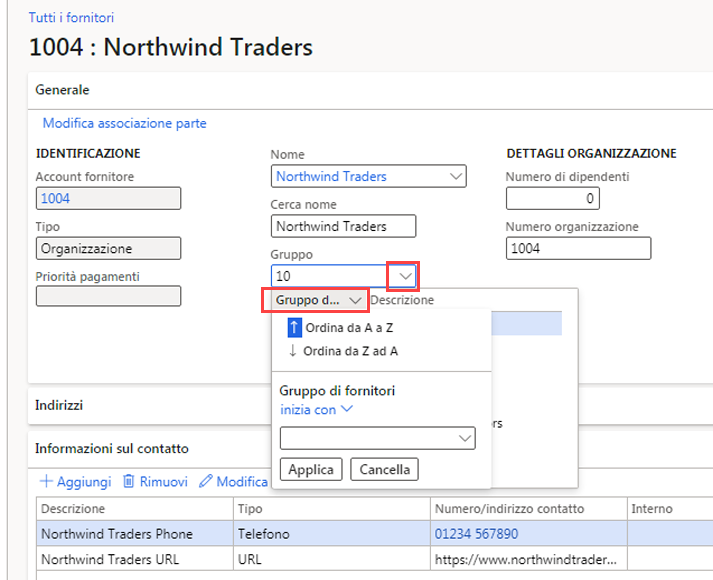 Tutti i fornitori
1004 : Northwind Traders
Generale
Modifica associazione parte
IDENTIFICAZIONE
Account fornitore
1004
Tipo
Organizzazione
Priorità pagamenti
Nome
Northwind Traders
Cerca nome
Northwind Traders
Gruppo
10
DETTAGLI ORGANIZZAZIONE
Numero di dipendenti
0
Numero organizzazione
1004
Gruppo d... Descrizione
↑ Ordina da A a Z
↓ Ordina da Z ad A
Gruppo di fornitori
inizia con
Applica Cancella
Indirizzi
Informazioni sul contatto
Aggiungi Rimuovi Modifica
Descrizione Tipo Numero/indirizzo contatto Interno
Northwind Traders Phone Telefono 01234 567890
Northwind Traders URL URL https://www.northwindtrader...